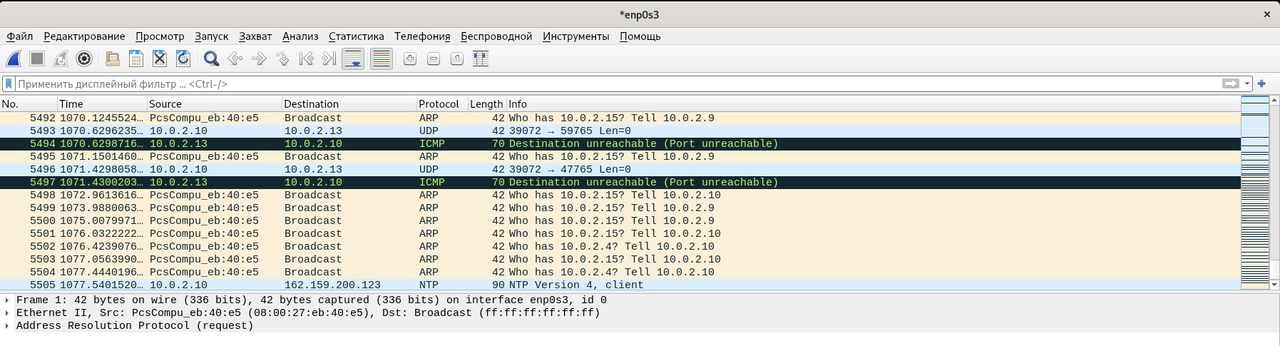 *enp0s3
Файл Редактирование Просмотр Запуск Захват Анализ Статистика Телефония Беспроводной Инструменты Помощь
Применить дисплейный фильтр ... <Ctrl-/>
No. Time Source Destination Protocol Length Info
5492 1070.1245524… PcsCompu_eb:40:e5 Broadcast ARP 42 Who has 10.0.2.15? Tell 10.0.2.9
5493 1070.6296235… 10.0.2.10 10.0.2.13 UDP 42 39072 → 59765 Len=0
5494 1070.6298716… 10.0.2.13 10.0.2.10 ICMP 70 Destination unreachable (Port unreachable)
5495 1071.1501460… PcsCompu_eb:40:e5 Broadcast ARP 42 Who has 10.0.2.15? Tell 10.0.2.9
5496 1071.4298058… 10.0.2.10 10.0.2.13 UDP 42 39072 → 47765 Len=0
5497 1071.4300203… 10.0.2.13 10.0.2.10 ICMP 70 Destination unreachable (Port unreachable)
5498 1072.9613616… PcsCompu_eb:40:e5 Broadcast ARP 42 Who has 10.0.2.15? Tell 10.0.2.10
5499 1073.9880063… PcsCompu_eb:40:e5 Broadcast ARP 42 Who has 10.0.2.15? Tell 10.0.2.9
5500 1075.0079971… PcsCompu_eb:40:e5 Broadcast ARP 42 Who has 10.0.2.15? Tell 10.0.2.9
5501 1076.0322222… PcsCompu_eb:40:e5 Broadcast ARP 42 Who has 10.0.2.15? Tell 10.0.2.10
5502 1076.4239076… PcsCompu_eb:40:e5 Broadcast ARP 42 Who has 10.0.2.4? Tell 10.0.2.10
5503 1077.0563990… PcsCompu_eb:40:e5 Broadcast ARP 42 Who has 10.0.2.15? Tell 10.0.2.10
5504 1077.4440196… PcsCompu_eb:40:e5 Broadcast ARP 42 Who has 10.0.2.4? Tell 10.0.2.10
5505 1077.5401520… 10.0.2.10 162.159.200.123 NTP 90 NTP Version 4, client
Frame 1: 42 bytes on wire (336 bits), 42 bytes captured (336 bits) on interface enp0s3, id 0
Ethernet II, Src: PcsCompu_eb:40:e5 (08:00:27:eb:40:e5), Dst: Broadcast (ff:ff:ff:ff:ff:ff)
Address Resolution Protocol (request)